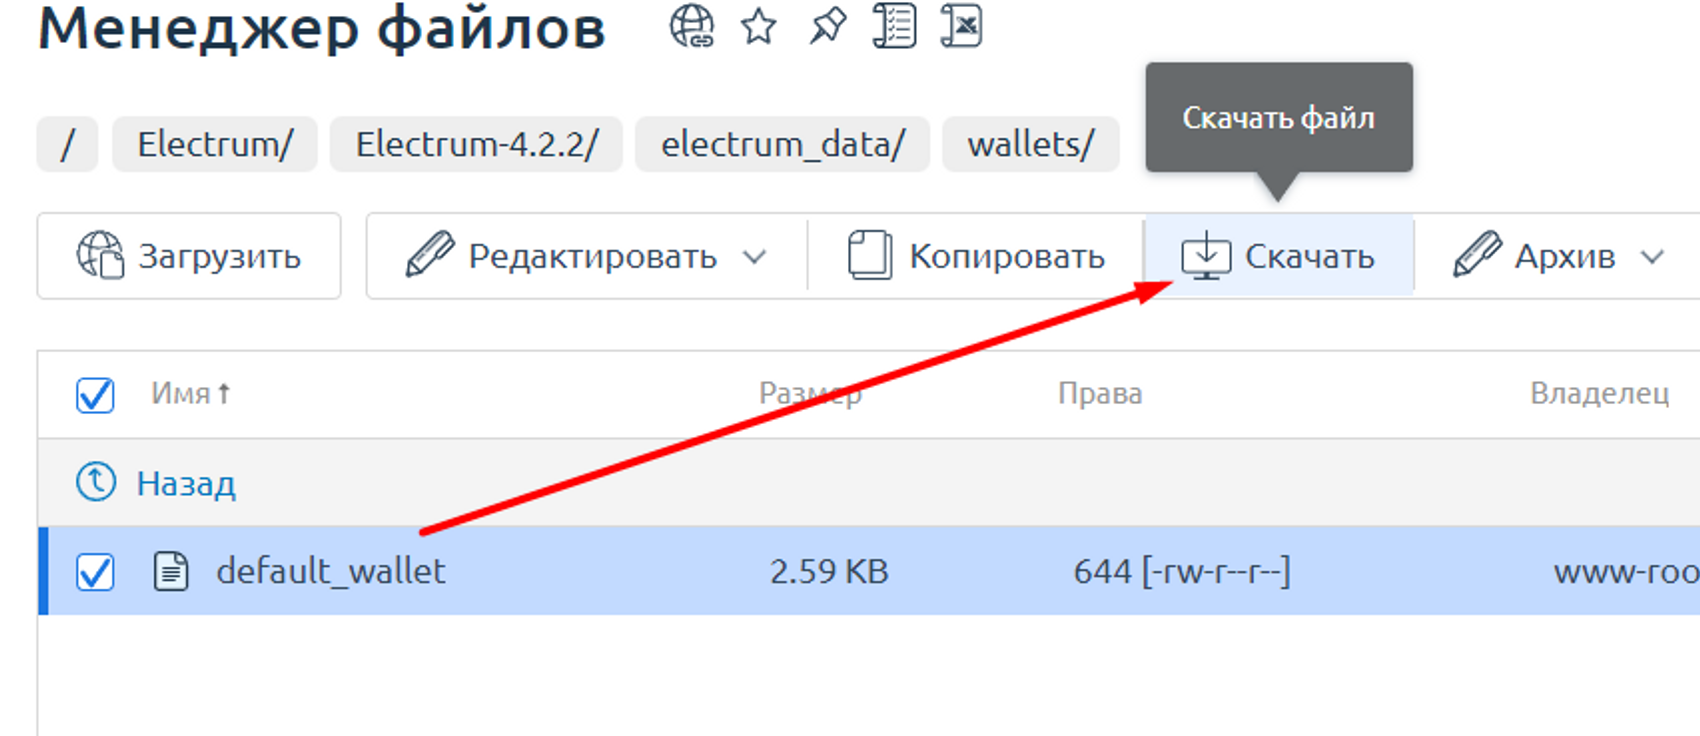 Менеджер файлов
Скачать файл
/ Electrum/ Electrum-4.2.2/ electrum_data/ wallets/
Загрузить Редактировать Копировать Скачать Архив
Имя Размер Права Владелец
Назад
default_wallet 2.59 KB 644 [-rw-r--r--] www-roo